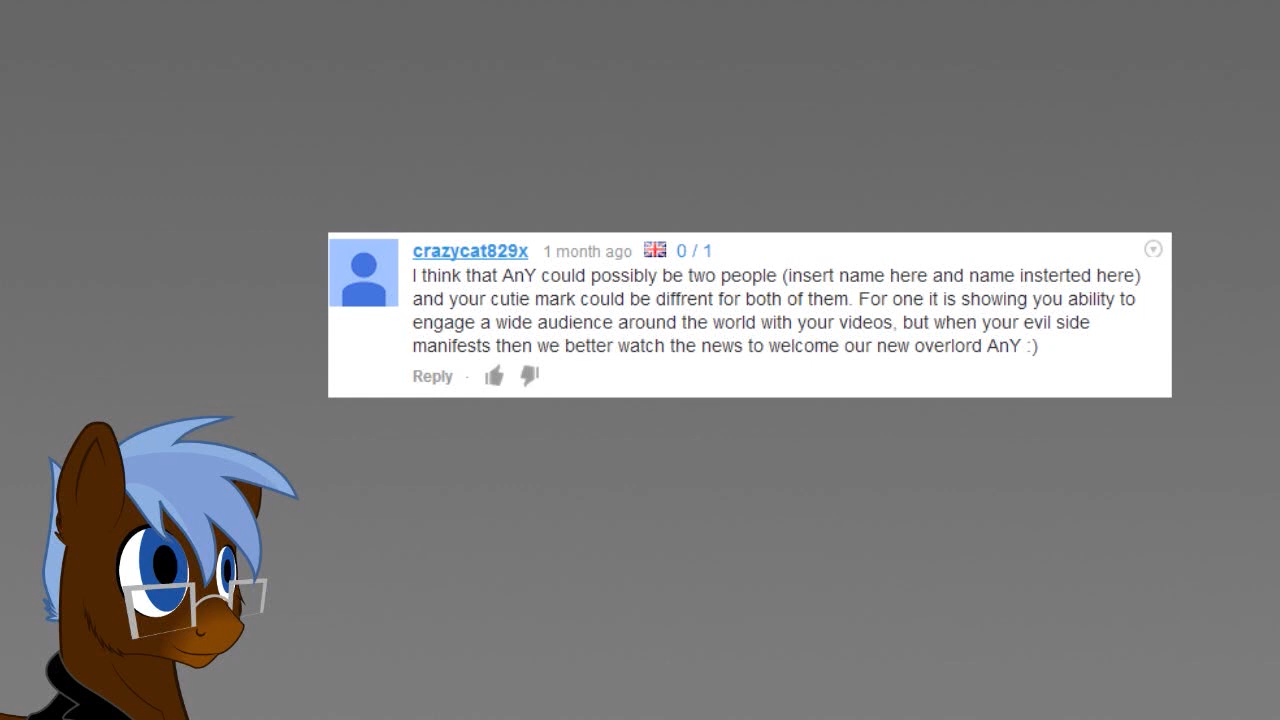 crazycat829x 1 month ago 0 / 1
I think that AnY could possibly be two people (insert name here and name insterted here)
and your cutie mark could be diffrent for both of them. For one it is showing you ability to
engage a wide audience around the world with your videos, but when your evil side
manifests then we better watch the news to welcome our new overlord AnY :)
Reply ·